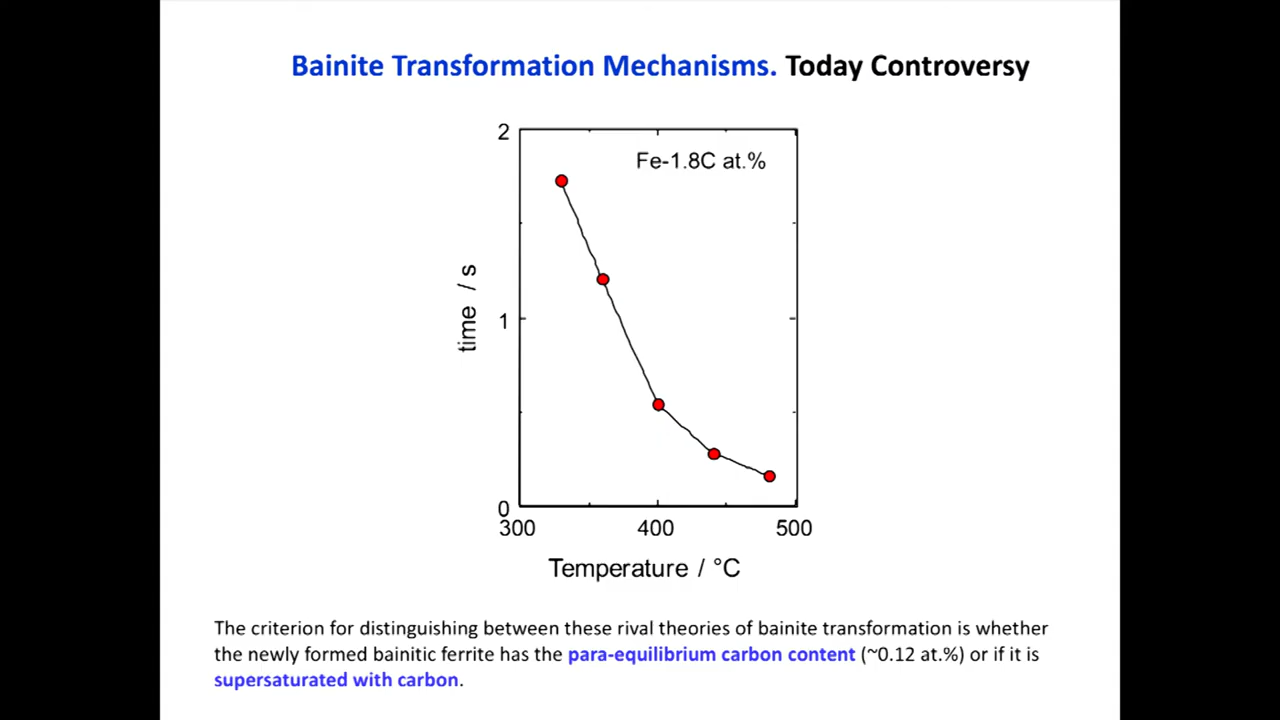 Bainite Transformation Mechanisms. Today Controversy
2
Fe-1.8C at.%
time / s
1
0
300
400
500
Temperature / °C
The criterion for distinguishing between these rival theories of bainite transformation is whether
the newly formed bainitic ferrite has the para-equilibrium carbon content (~0.12 at.%) or if it is
supersaturated with carbon.